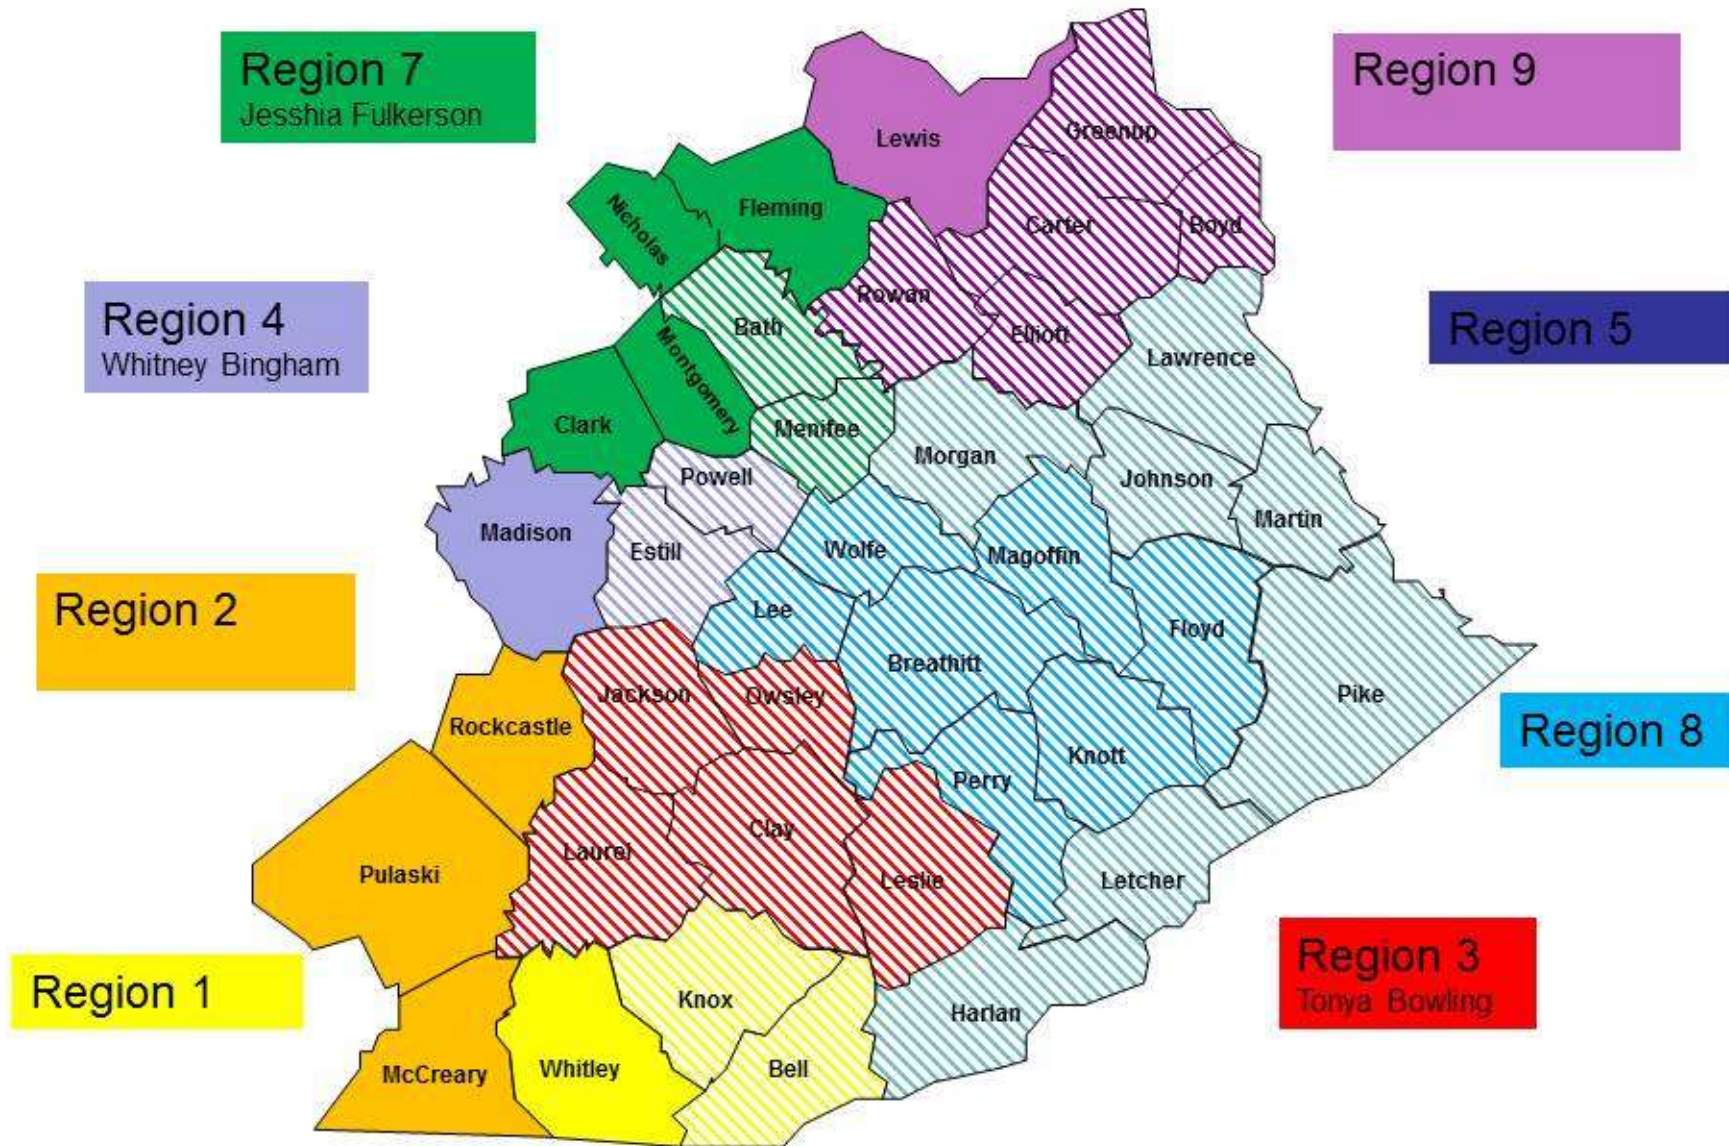 Region 7
Jesshia Fulkerson
Region 9
Lewis
Greenup
Nicholas
Fleming
Carter
Boyd
Region 4
Whitney Bingham
Rowan
Region 5
Bath
Elliott
Montgomery
Lawrence
Clark
Menifee
Morgan
Powell
Johnson
Martin
Madison
Estill
Wolfe
Magoffin
Region 2
Lee
Floyd
Breathitt
Jackson
Owsley
Pike
Rockcastle
Region 8
Knott
Perry
Clay
Laurel
Pulaski
Leslie
Letcher
Region 3
Tonya Bowling
Region 1
Knox
Harlan
McCreary
Whitley
Bell